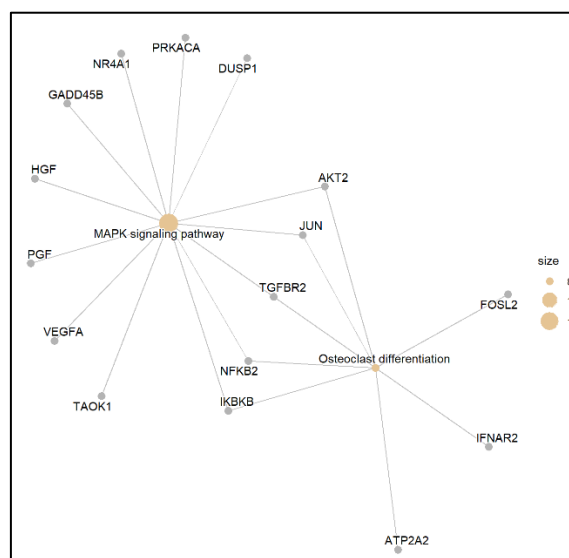 PRKACA
NR4A1
DUSP1
GADD45B
HGF
AKT2
JUN
MAPK signaling pathway
PGF
size
TGFBR2
FOSL2
VEGFA
Osteoclast differentiation
NFKB2
TAOK1
IKBKB
IFNAR2
ATP2A2